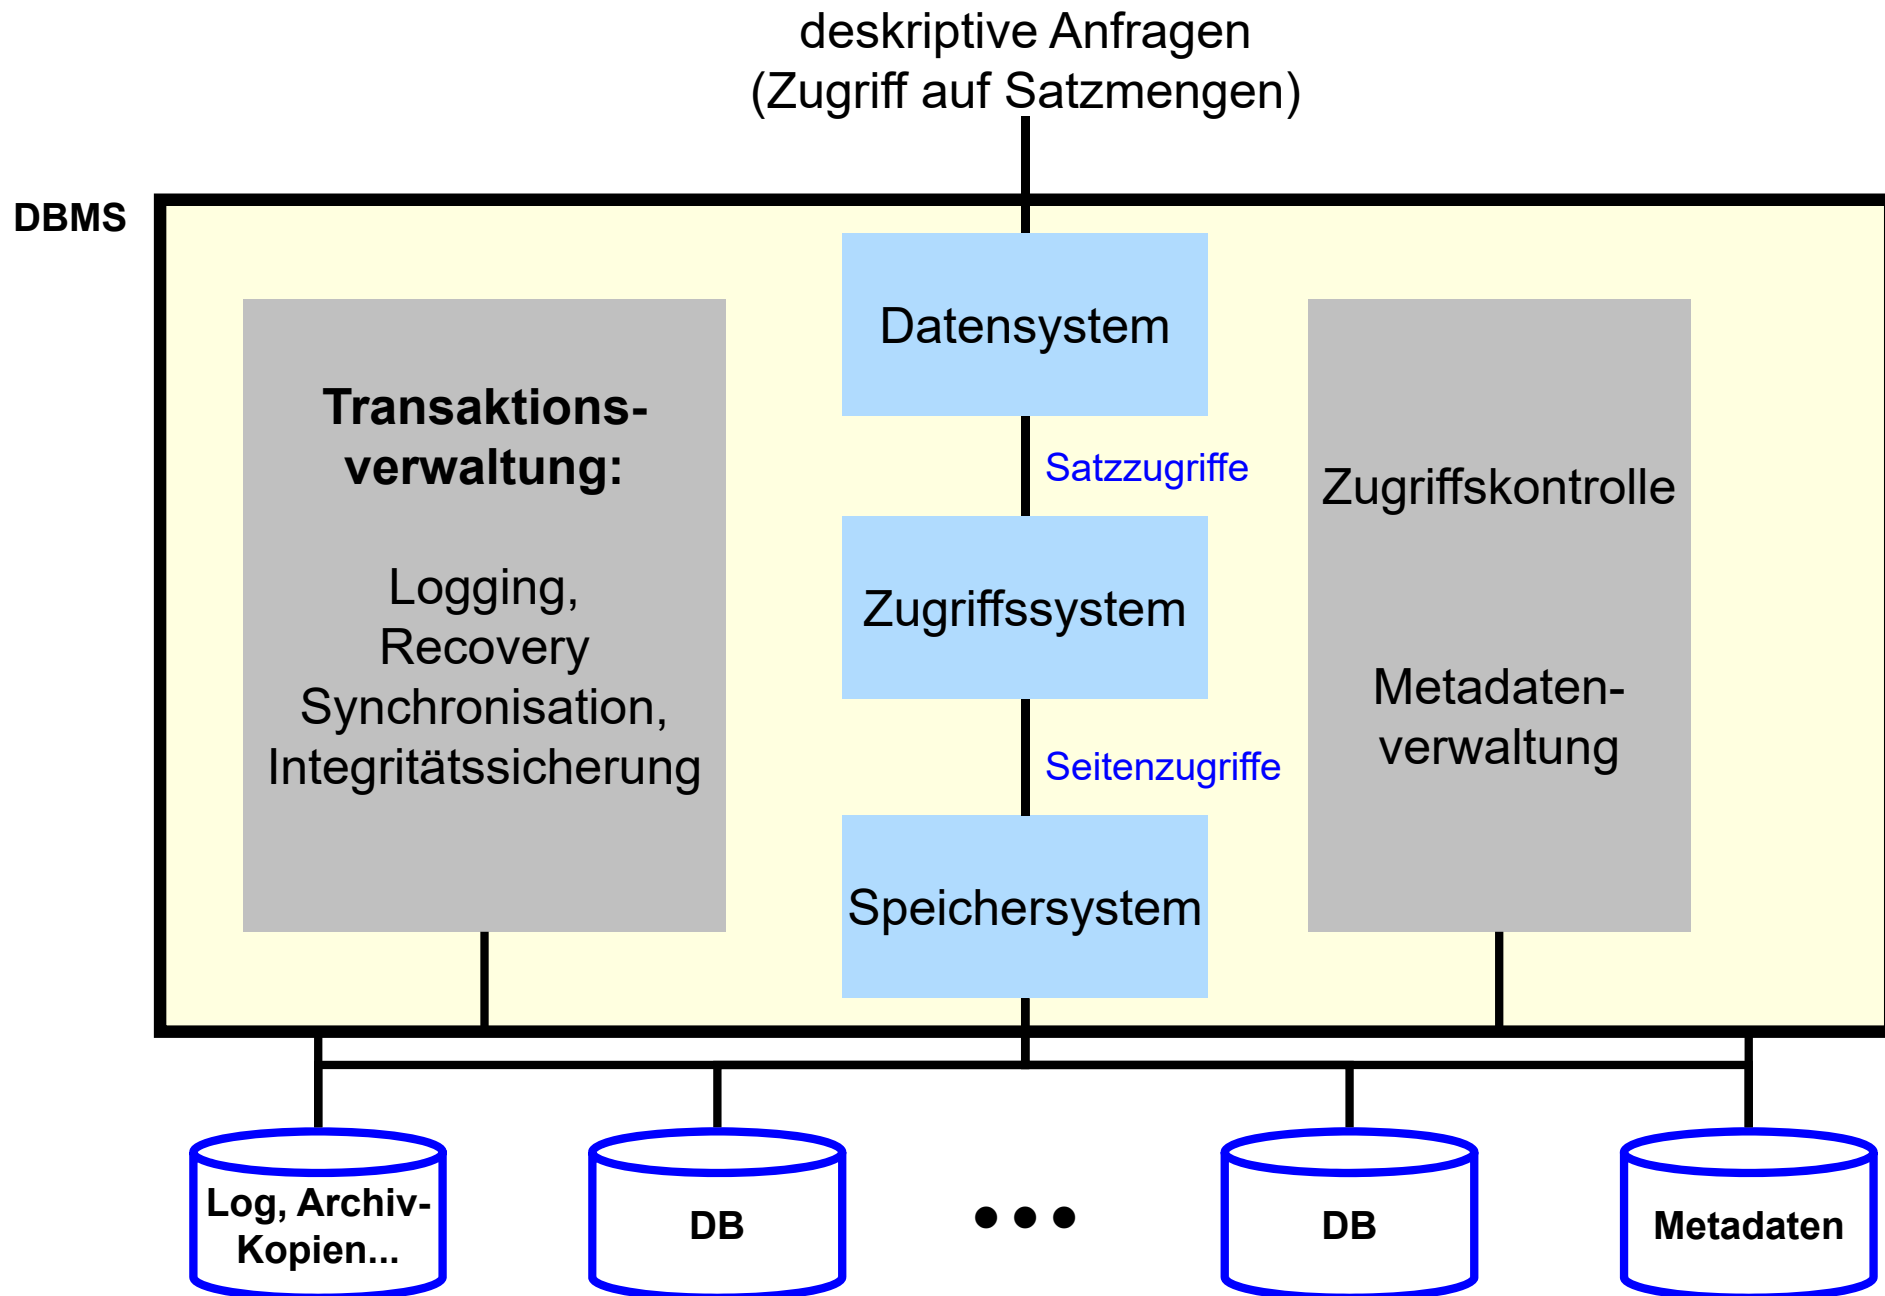 deskriptive Anfragen
(Zugriff auf Satzmengen)
DBMS
Datensystem
Transaktions-
verwaltung:
Logging,
Recovery
Synchronisation,
Integritätssicherung
Satzzugriffe
Zugriffssystem
Seitenzugriffe
Speichersystem
Zugriffskontrolle
Metadaten-
verwaltung
Log, Archiv-
Kopien...
DB
•••
DB
Metadaten